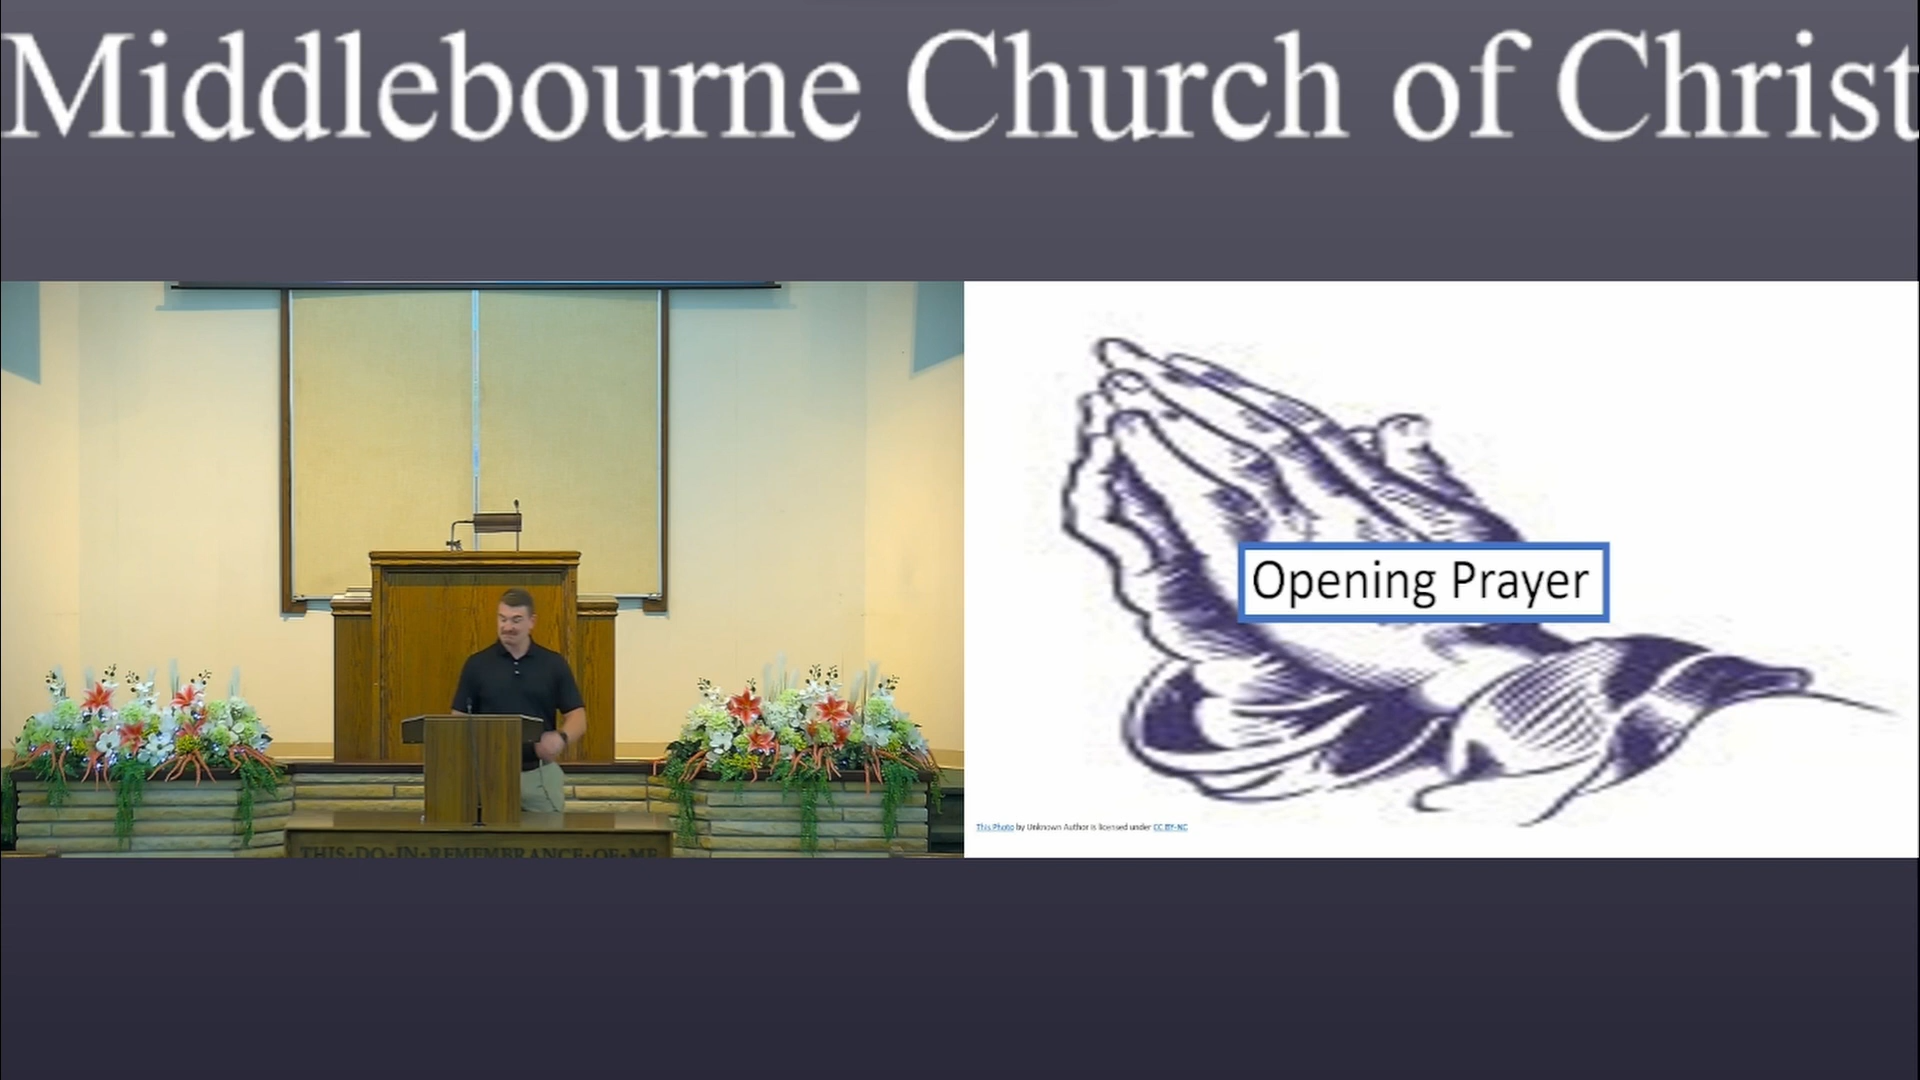 Middlebourne Church of Christ
Opening Prayer
This Photo by Unknown Author is licensed under CC BY-NC
THIS·DO·IN·REMEMBRANCE·OF·ME